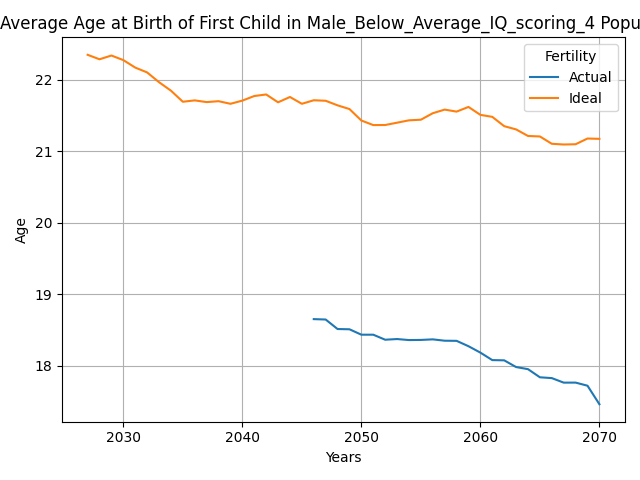 Average Age at Birth of First Child in Male_Below_Average_IQ_scoring_4 Popu
Fertility
Actual
Ideal
22
21
20
19
18
Age
2030 2040 2050 2060 2070
Years